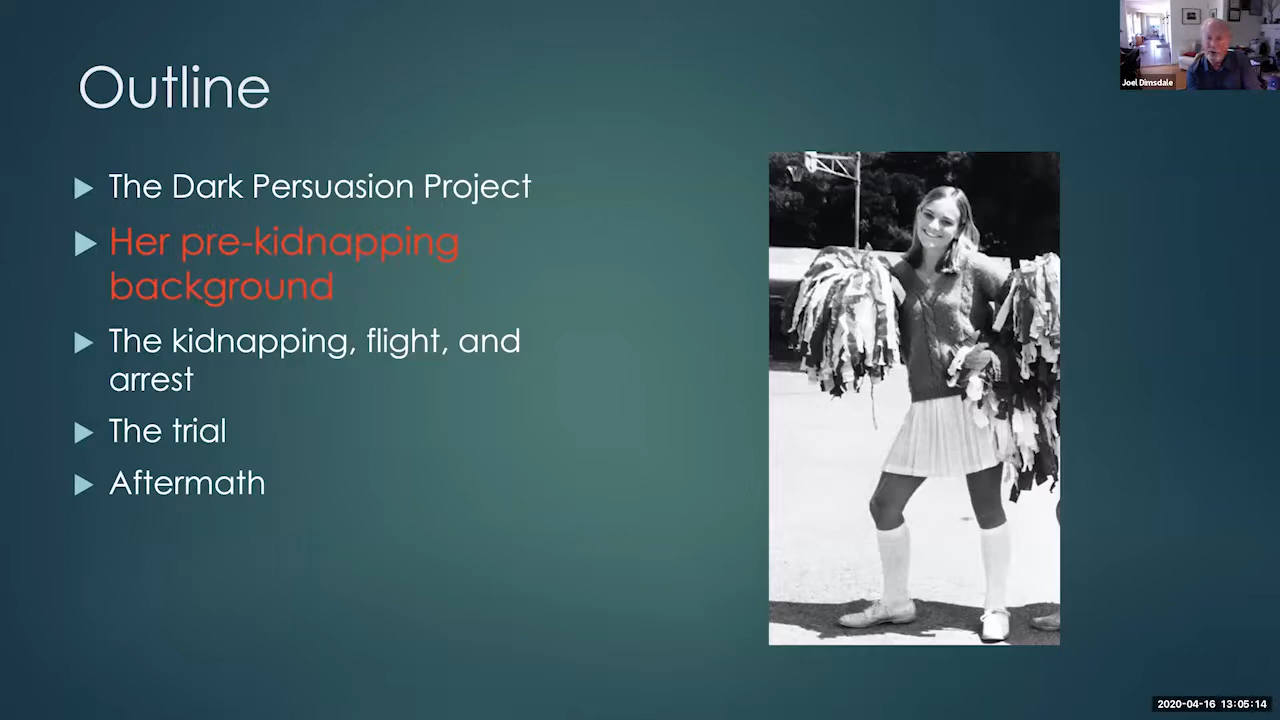 Outline
The Dark Persuasion Project
Her pre-kidnapping
background
The kidnapping, flight, and
arrest
The trial
Aftermath
Joel Dimsdale
2020-04-16 13:05:14